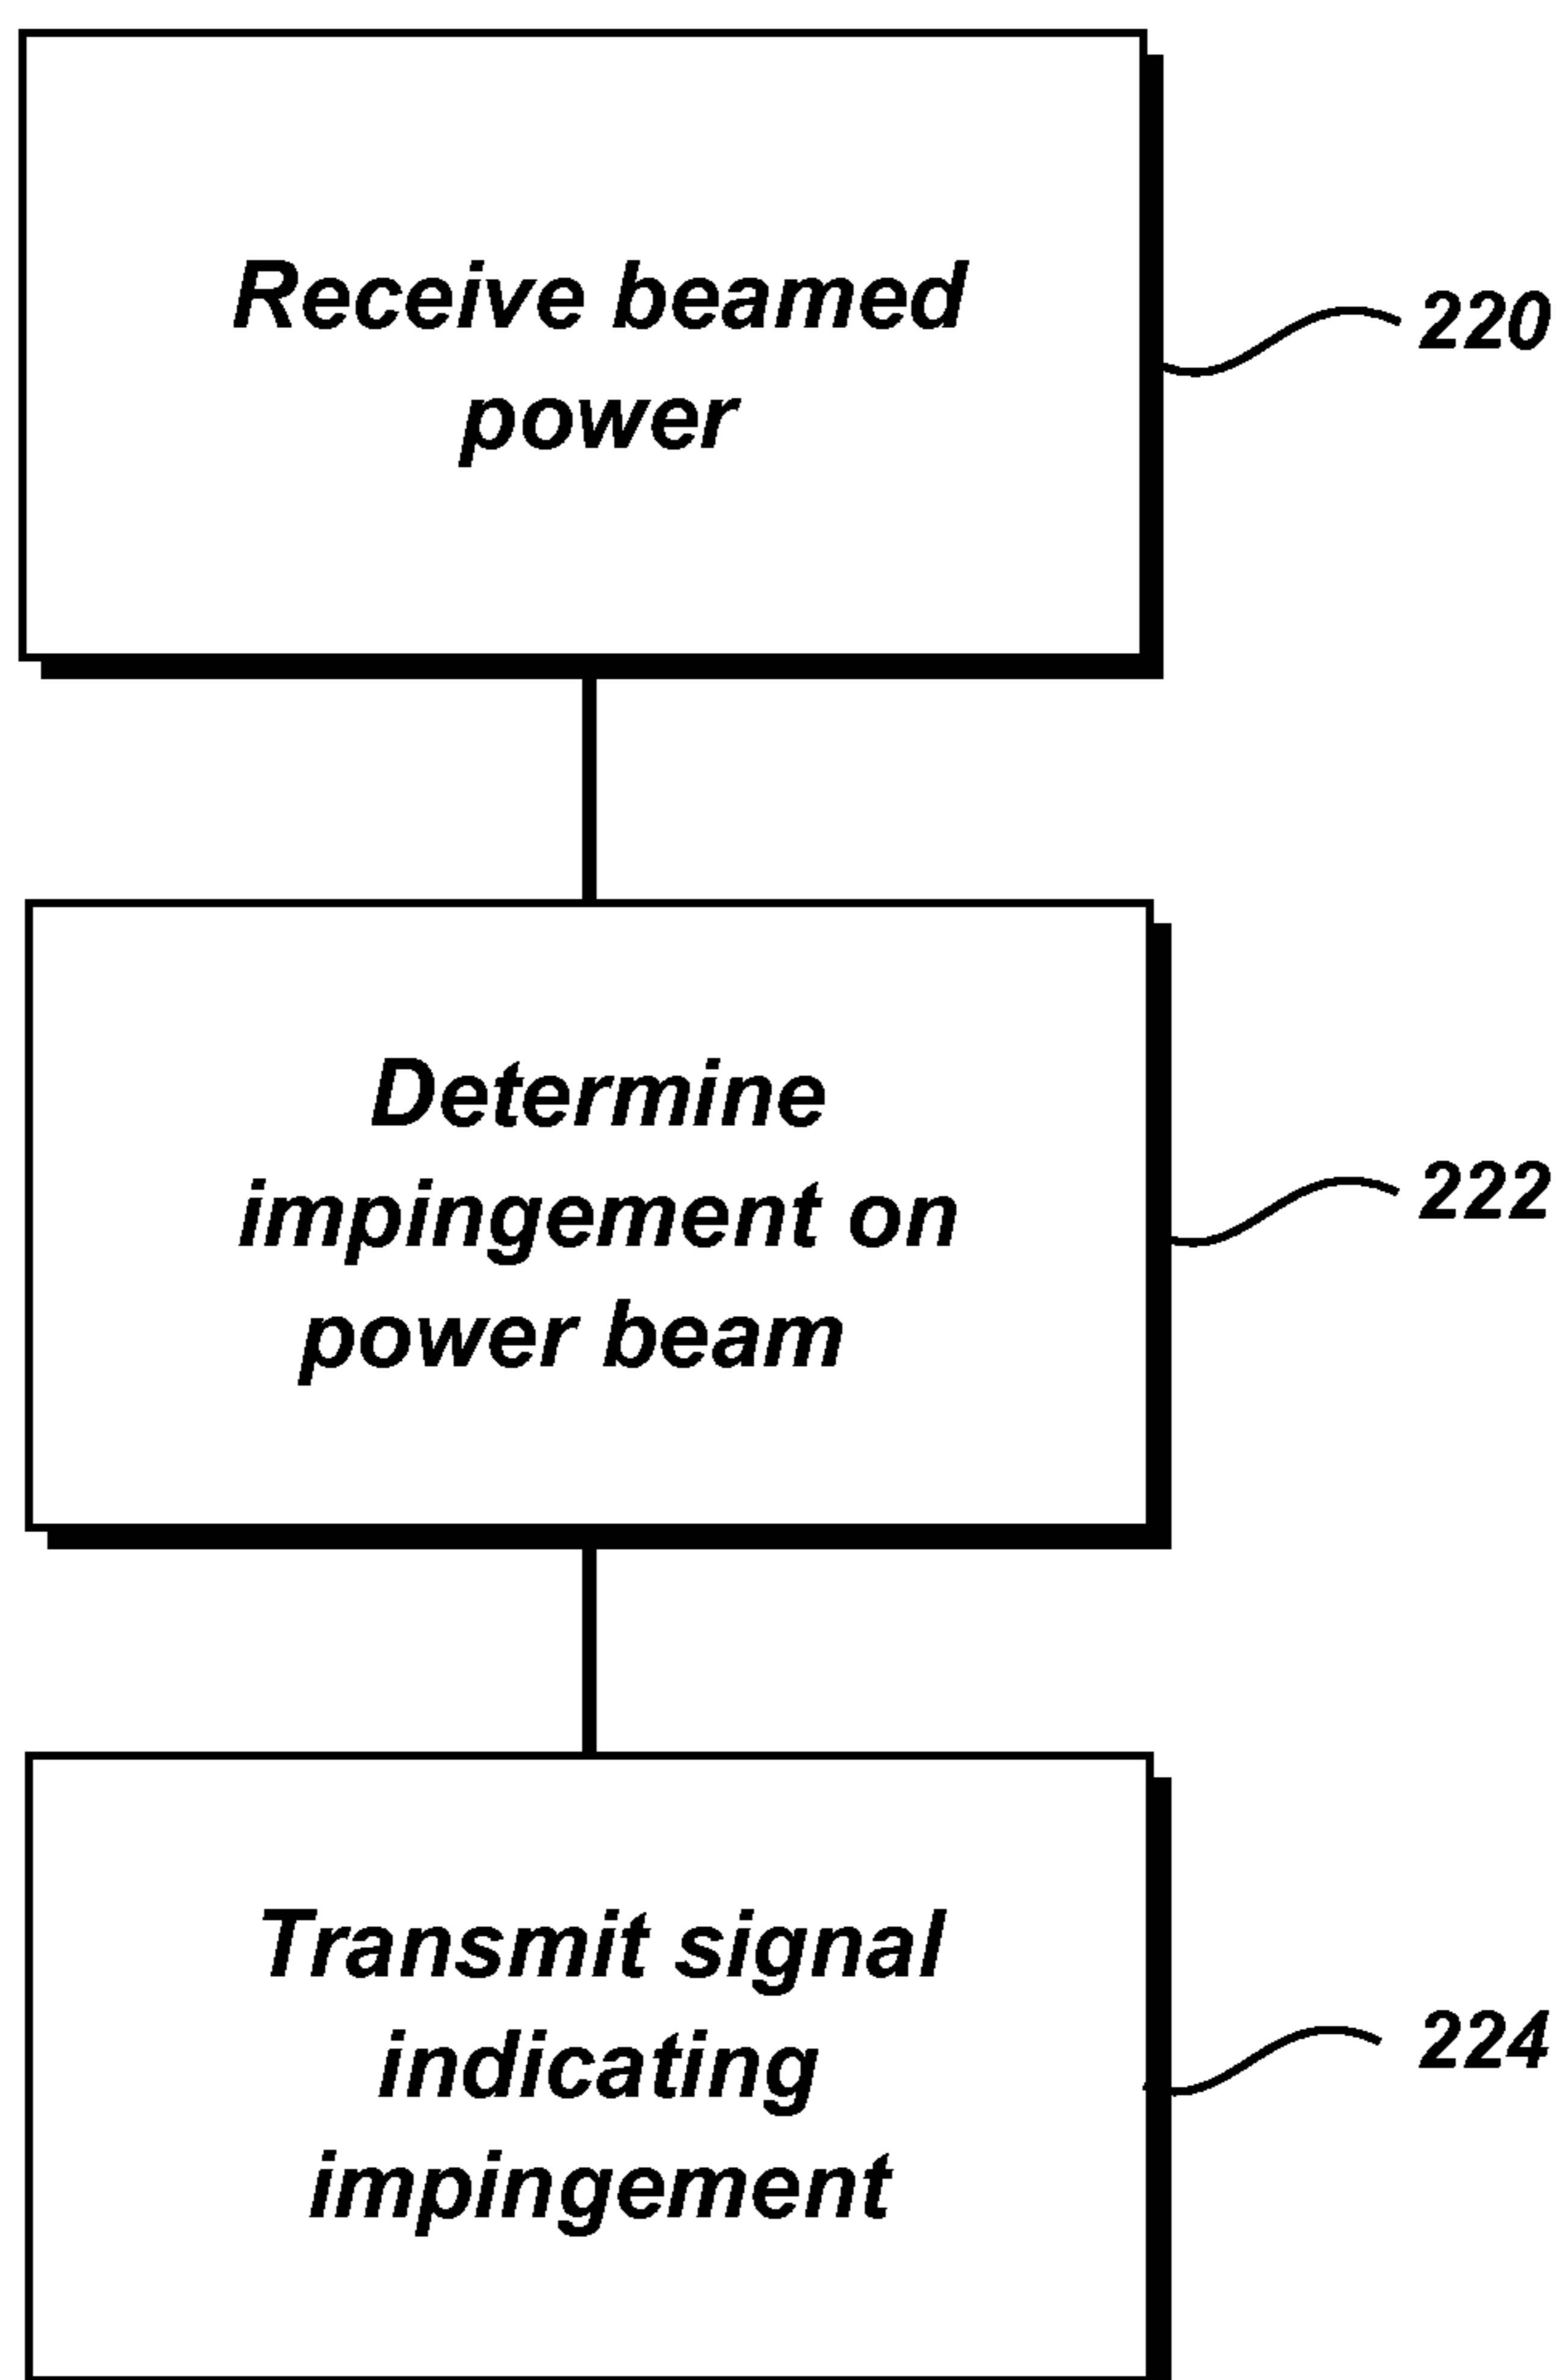 Receive beamed
power
220
Determine
impingement on
power beam
222
Transmit signal
indicating
impingement
224